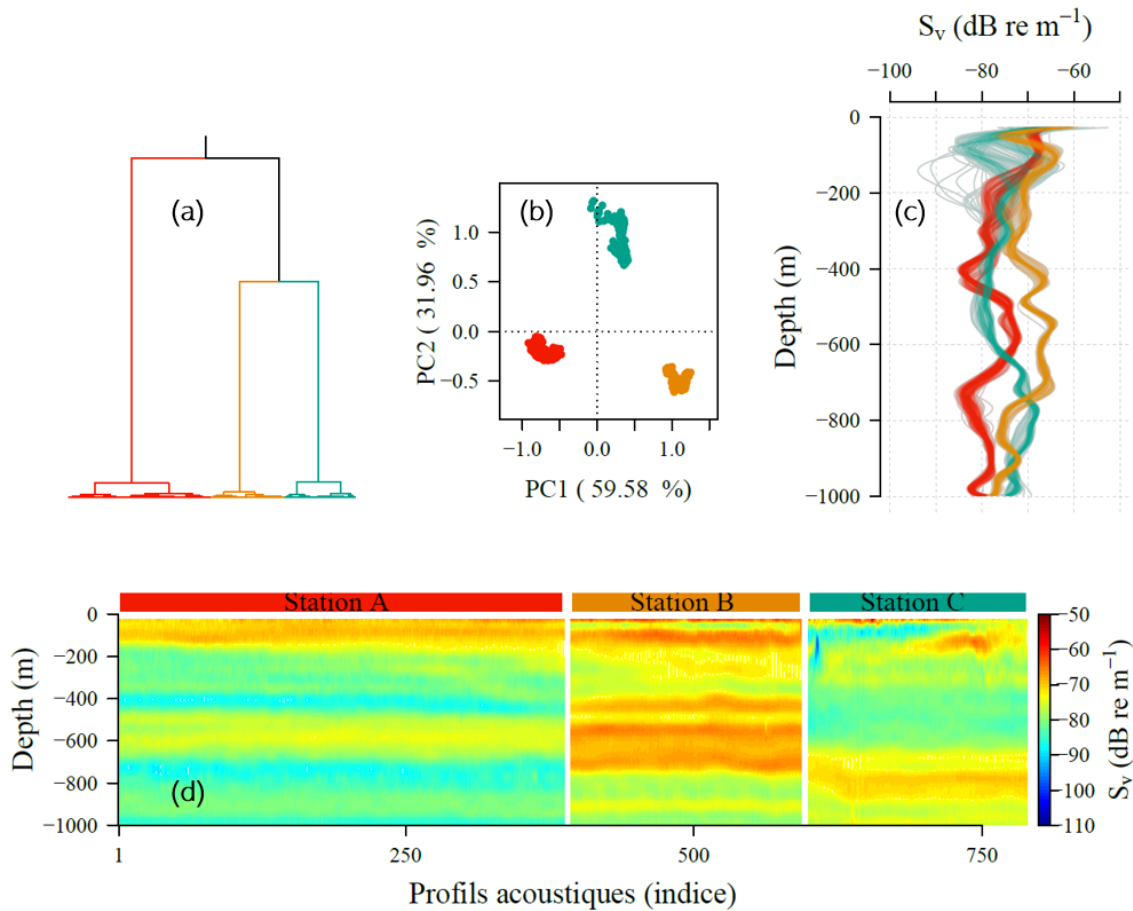 (a)
(b)
PC2 ( 31.96 %)
1.0
0.5
0.0
−0.5
−1.0 0.0 1.0
PC1 ( 59.58 %)
Sv (dB re m−1)
−100 −80 −60
(c)
Depth (m)
0
−200
−400
−600
−800
−1000
Station A Station B Station C
(d)
Depth (m)
0
−200
−400
−600
−800
−1000
1 250 500 750
Profils acoustiques (indice)
−50
−60
−70
−80
−90
−100
−110
Sv (dB re m−1)